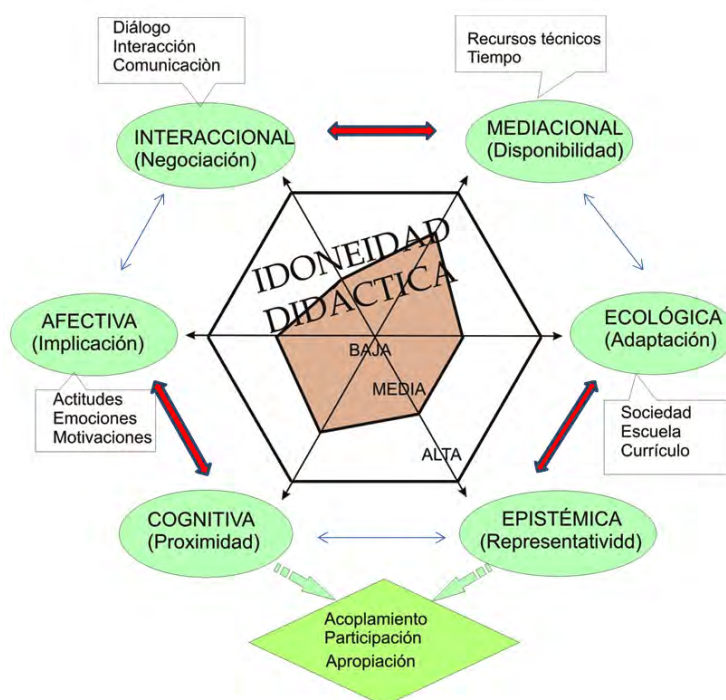 Diálogo
Interacción
Comunicaciòn
Recursos técnicos
Tiempo
INTERACCIONAL
(Negociación)
MEDIACIONAL
(Disponibilidad)
IDONEIDAD
DIDACTICA
AFECTIVA
(Implicación)
ECOLÓGICA
(Adaptación)
BAJA
MEDIA
ALTA
Actitudes
Emociones
Motivaciones
Sociedad
Escuela
Currículo
COGNITIVA
(Proximidad)
EPISTÉMICA
(Representatividd)
Acoplamiento
Participación
Apropiación